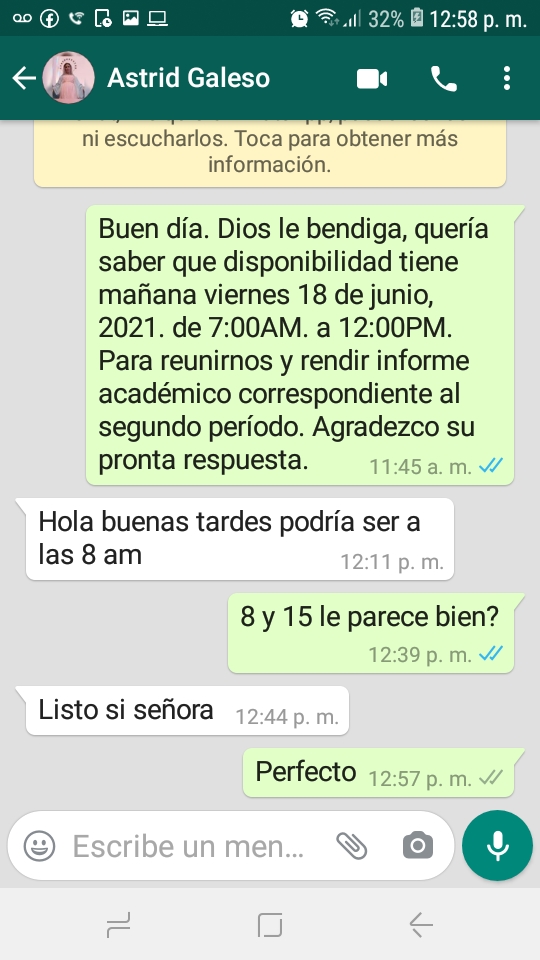 32% 12:58 p. m.
Astrid Galeso
ni escucharlos. Toca para obtener más
información.
Buen día. Dios le bendiga, quería
saber que disponibilidad tiene
mañana viernes 18 de junio,
2021. de 7:00AM. a 12:00PM.
Para reunirnos y rendir informe
académico correspondiente al
segundo período. Agradezco su
pronta respuesta. 11:45 a. m.
Hola buenas tardes podría ser a
las 8 am 12:11 p. m.
8 y 15 le parece bien?
12:39 p. m.
Listo si señora 12:44 p. m.
Perfecto 12:57 p. m.
Escribe un men...